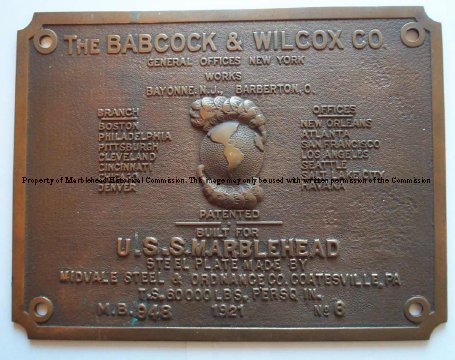 THE BABCOCK & WILCOX CO.
GENERAL OFFICES NEW YORK
WORKS
BAYONNE, N.J., BARBERTON, O.
BRANCH OFFICES
BOSTON NEW ORLEANS
PHILADELPHIA ATLANTA
PITTSBURGH SAN FRANCISCO
CLEVELAND LOS ANGELES
CINCINNATI SEATTLE
Property of Marblehead Historical Commission. This image may only be used with written permission of the Commission
DENVER HAVANA
PATENTED
BUILT FOR
U.S.S. MARBLEHEAD
STEEL PLATE MADE BY
MIDVALE STEEL & ORDNANCE CO. COATESVILLE, PA
T.S. 60000 LBS. PER SQ. IN.
M.B. 948 1921 No 8